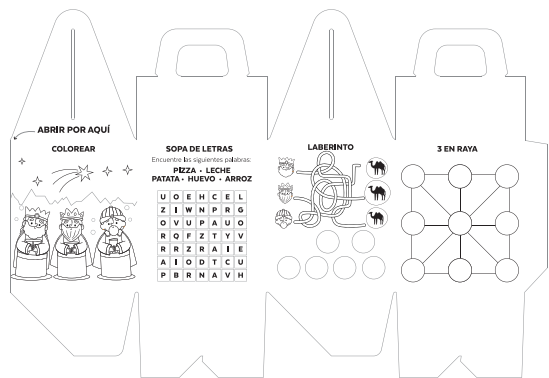 ABRIR POR AQUÍ
COLOREAR
SOPA DE LETRAS
Encuentre las siguientes palabras:
PIZZA • LECHE
PATATA • HUEVO • ARROZ
U O E H C E L
Z I W N P R G
O V U P A U O
R Q F Z T Y V
R R Z R A I E
A I O D T C U
P B R N A V H
LABERINTO
3 EN RAYA